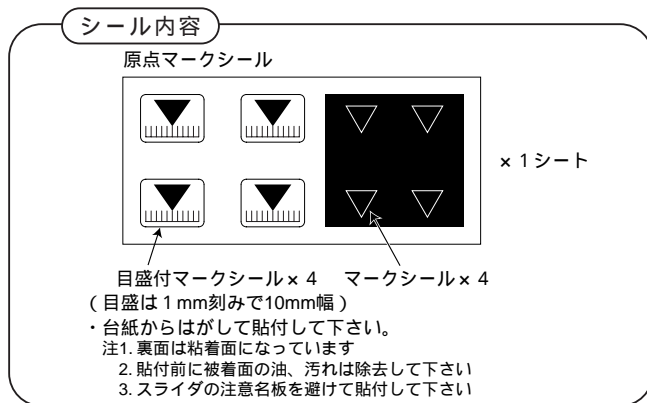 シール内容
原点マークシール
×1シート
目盛付マークシール×4 マークシール×4
(目盛は1mm刻みで10mm幅)
・台紙からはがして貼付して下さい。
注1. 裏面は粘着面になっています
2. 貼付前に被着面の油、汚れは除去して下さい
3. スライダの注意名板を避けて貼付して下さい